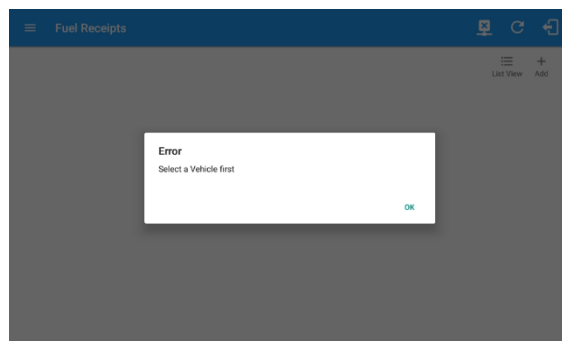 Fuel Receipts
List View Add
Error
Select a Vehicle first
OK